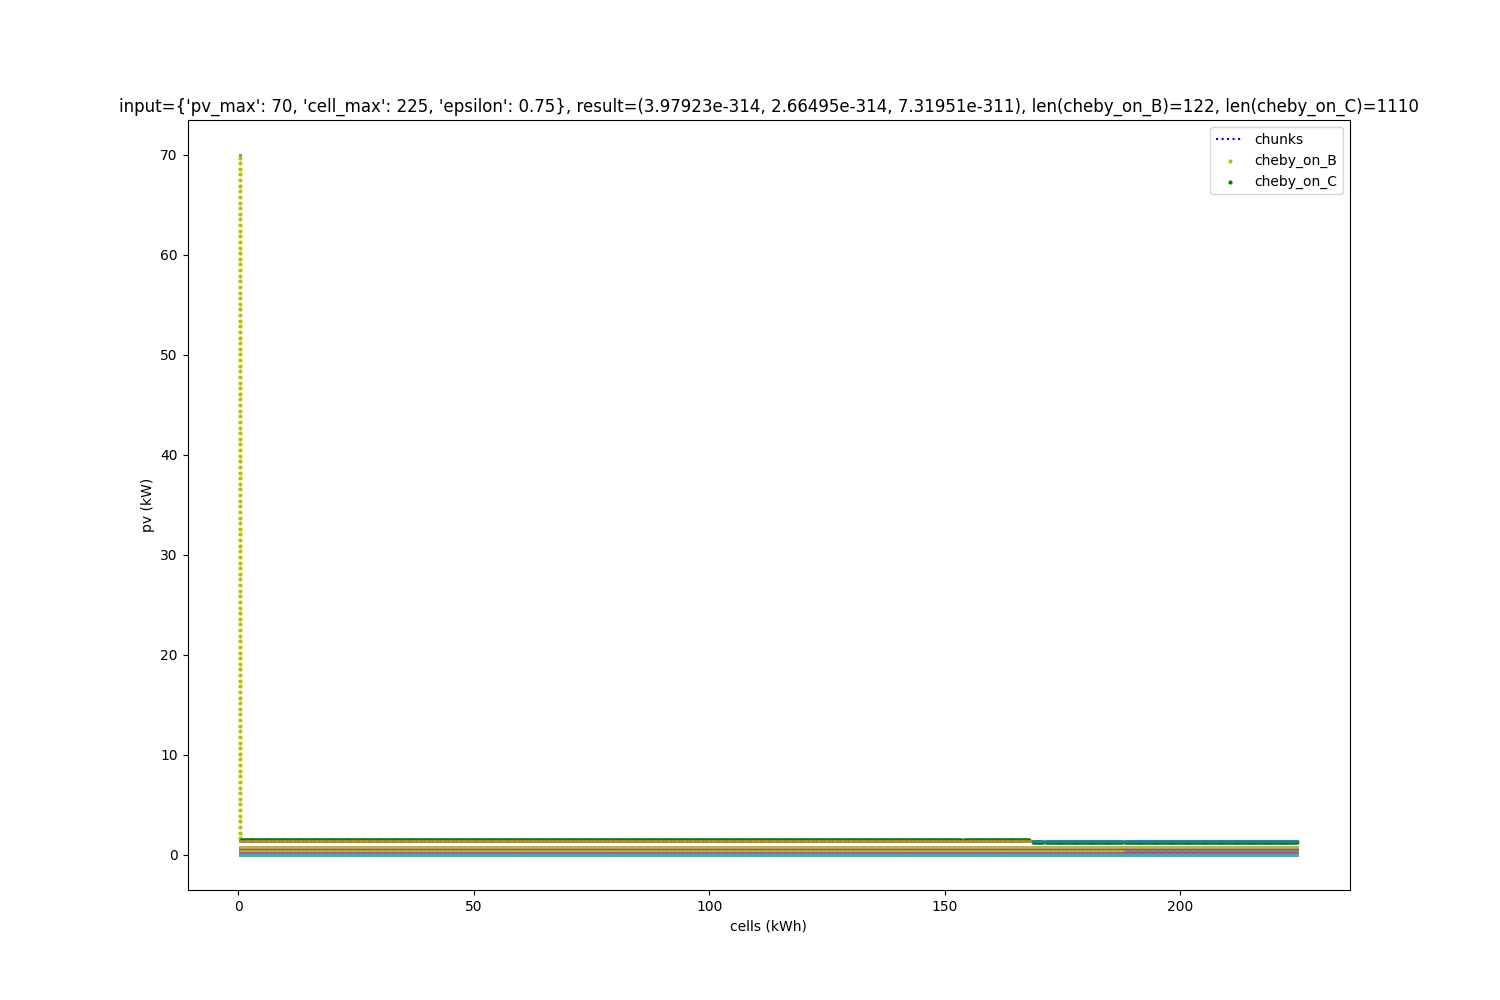 input={'pv_max': 70, 'cell_max': 225, 'epsilon': 0.75}, result=(3.97923e-314, 2.66495e-314, 7.31951e-311), len(cheby_on_B)=122, len(cheby_on_C)=1110
chunks
cheby_on_B
cheby_on_C
70
60
50
40
30
20
10
0
pv (kW)
0 50 100 150 200
cells (kWh)